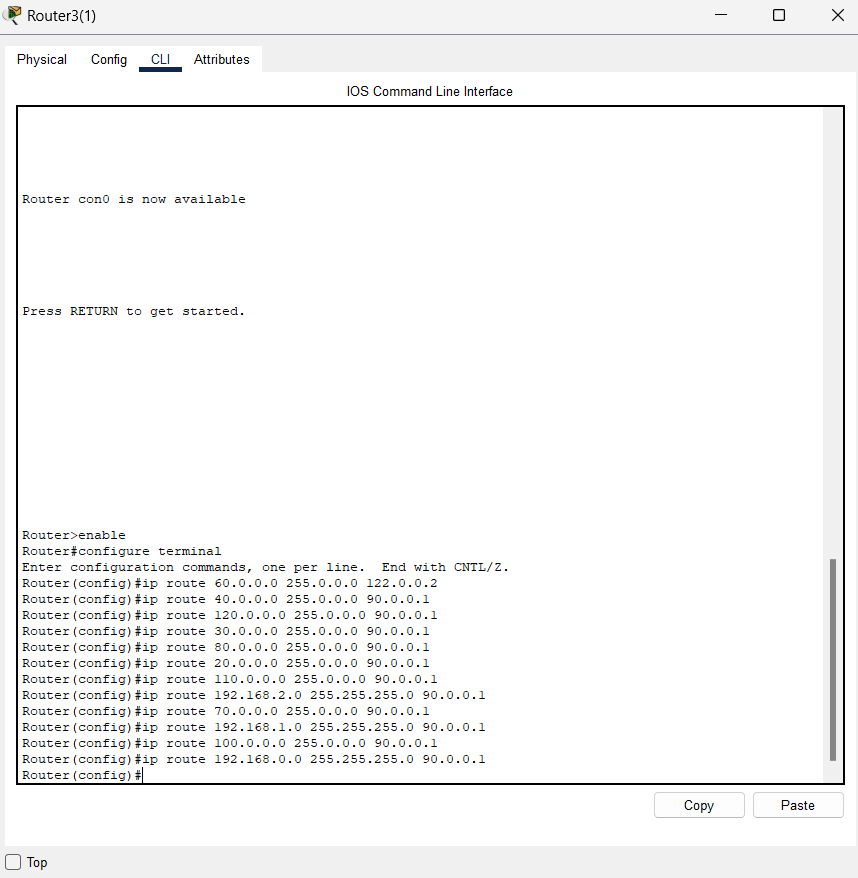 Router3(1)
Physical Config CLI Attributes
IOS Command Line Interface
Router con0 is now available
Press RETURN to get started.
Router>enable
Router#configure terminal
Enter configuration commands, one per line.  End with CNTL/Z.
Router(config)#ip route 60.0.0.0 255.0.0.0 122.0.0.2
Router(config)#ip route 40.0.0.0 255.0.0.0 90.0.0.1
Router(config)#ip route 120.0.0.0 255.0.0.0 90.0.0.1
Router(config)#ip route 30.0.0.0 255.0.0.0 90.0.0.1
Router(config)#ip route 80.0.0.0 255.0.0.0 90.0.0.1
Router(config)#ip route 20.0.0.0 255.0.0.0 90.0.0.1
Router(config)#ip route 110.0.0.0 255.0.0.0 90.0.0.1
Router(config)#ip route 192.168.2.0 255.255.255.0 90.0.0.1
Router(config)#ip route 70.0.0.0 255.0.0.0 90.0.0.1
Router(config)#ip route 192.168.1.0 255.255.255.0 90.0.0.1
Router(config)#ip route 100.0.0.0 255.0.0.0 90.0.0.1
Router(config)#ip route 192.168.0.0 255.255.255.0 90.0.0.1
Router(config)#
Copy Paste
Top